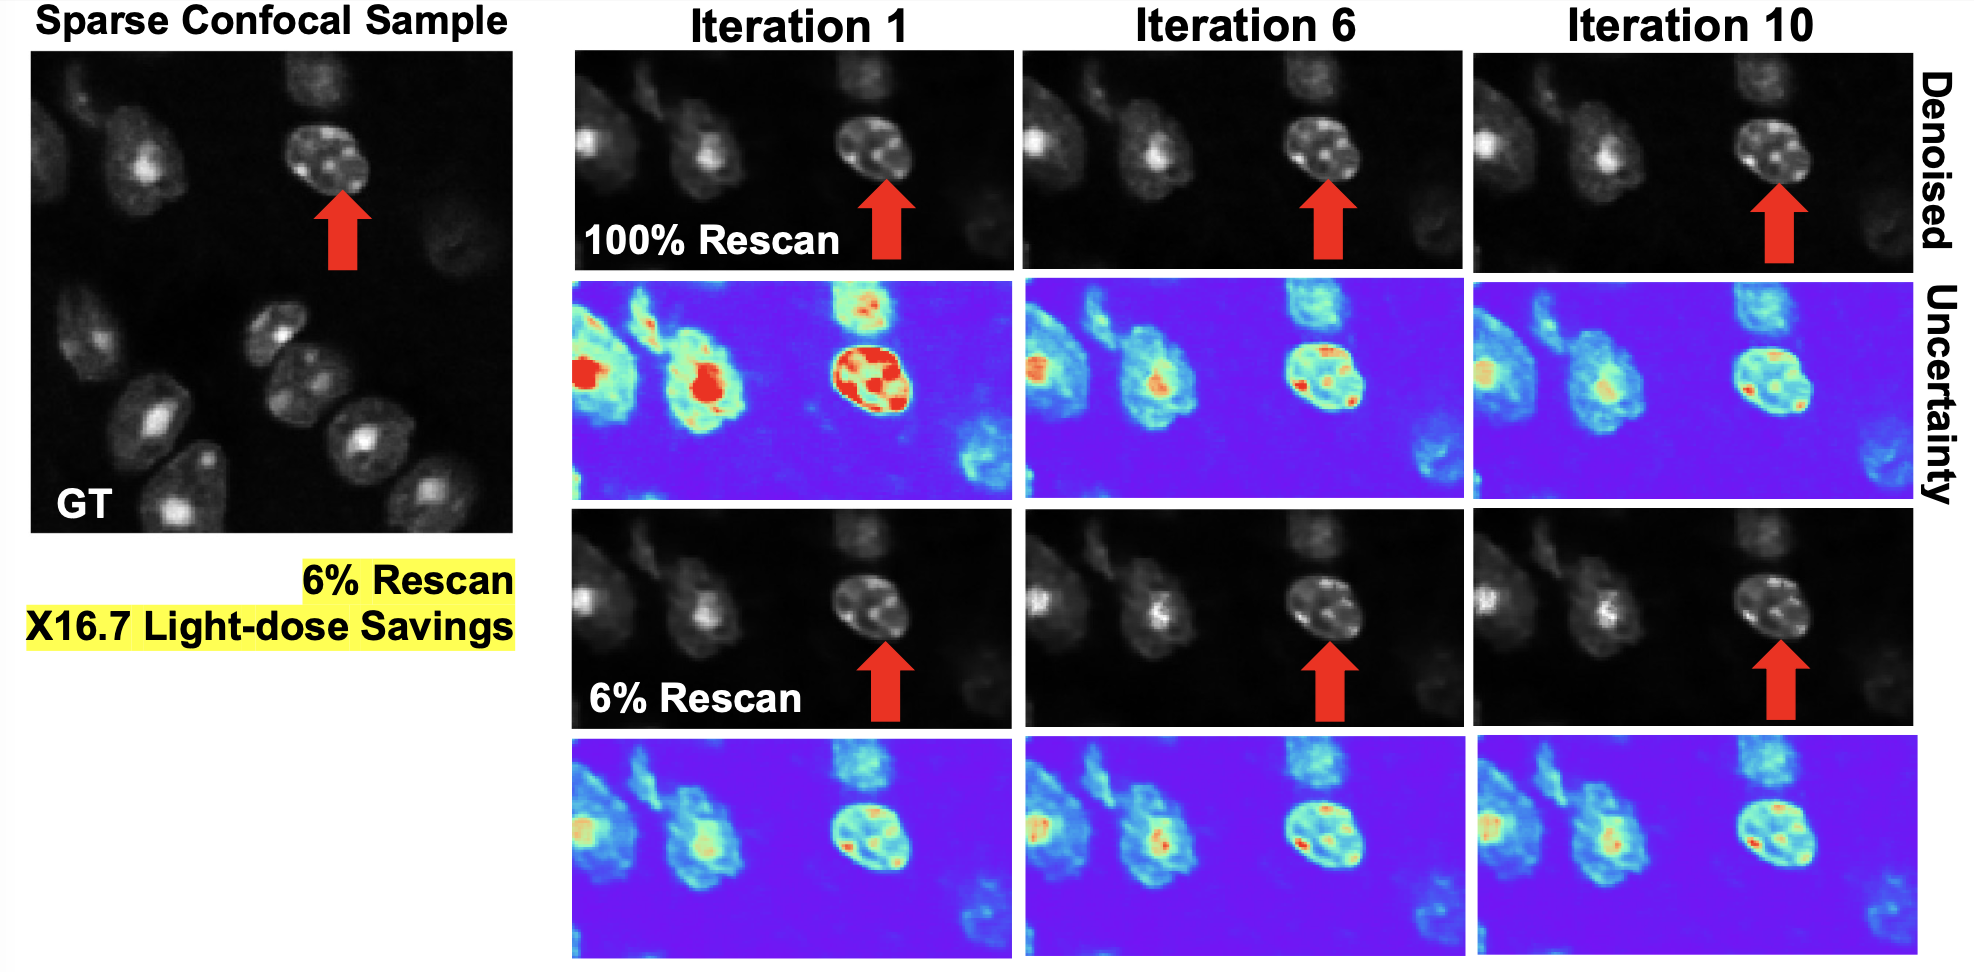 Sparse Confocal Sample
GT
6% Rescan
X16.7 Light-dose Savings
Iteration 1
Iteration 6
Iteration 10
100% Rescan
Denoised
Uncertainty
6% Rescan